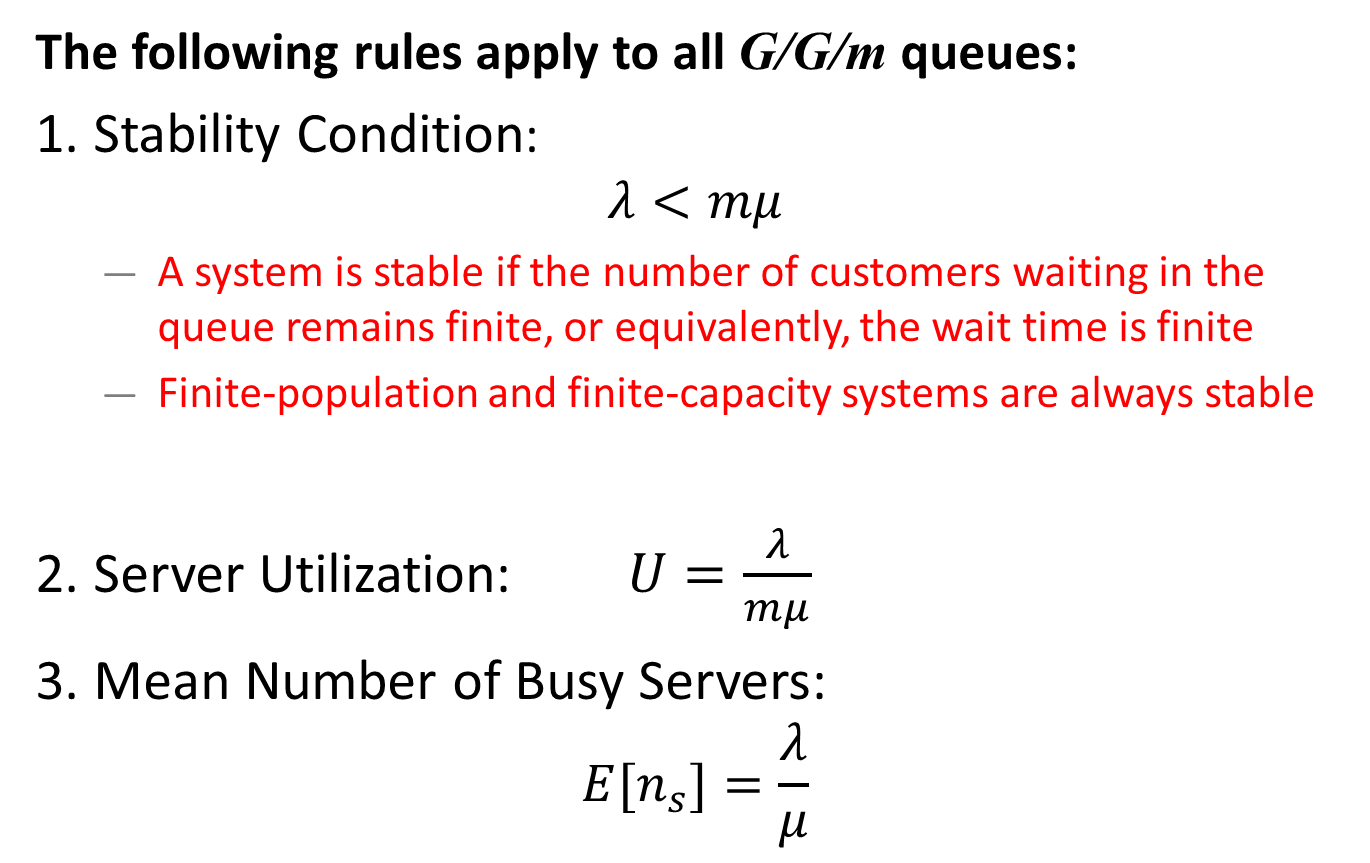 The following rules apply to all G/G/m queues:
1. Stability Condition:
λ < mμ
— A system is stable if the number of customers waiting in the
queue remains finite, or equivalently, the wait time is finite
— Finite-population and finite-capacity systems are always stable
2. Server Utilization: U = λ/mμ
3. Mean Number of Busy Servers:
E[nₛ] = λ/μ